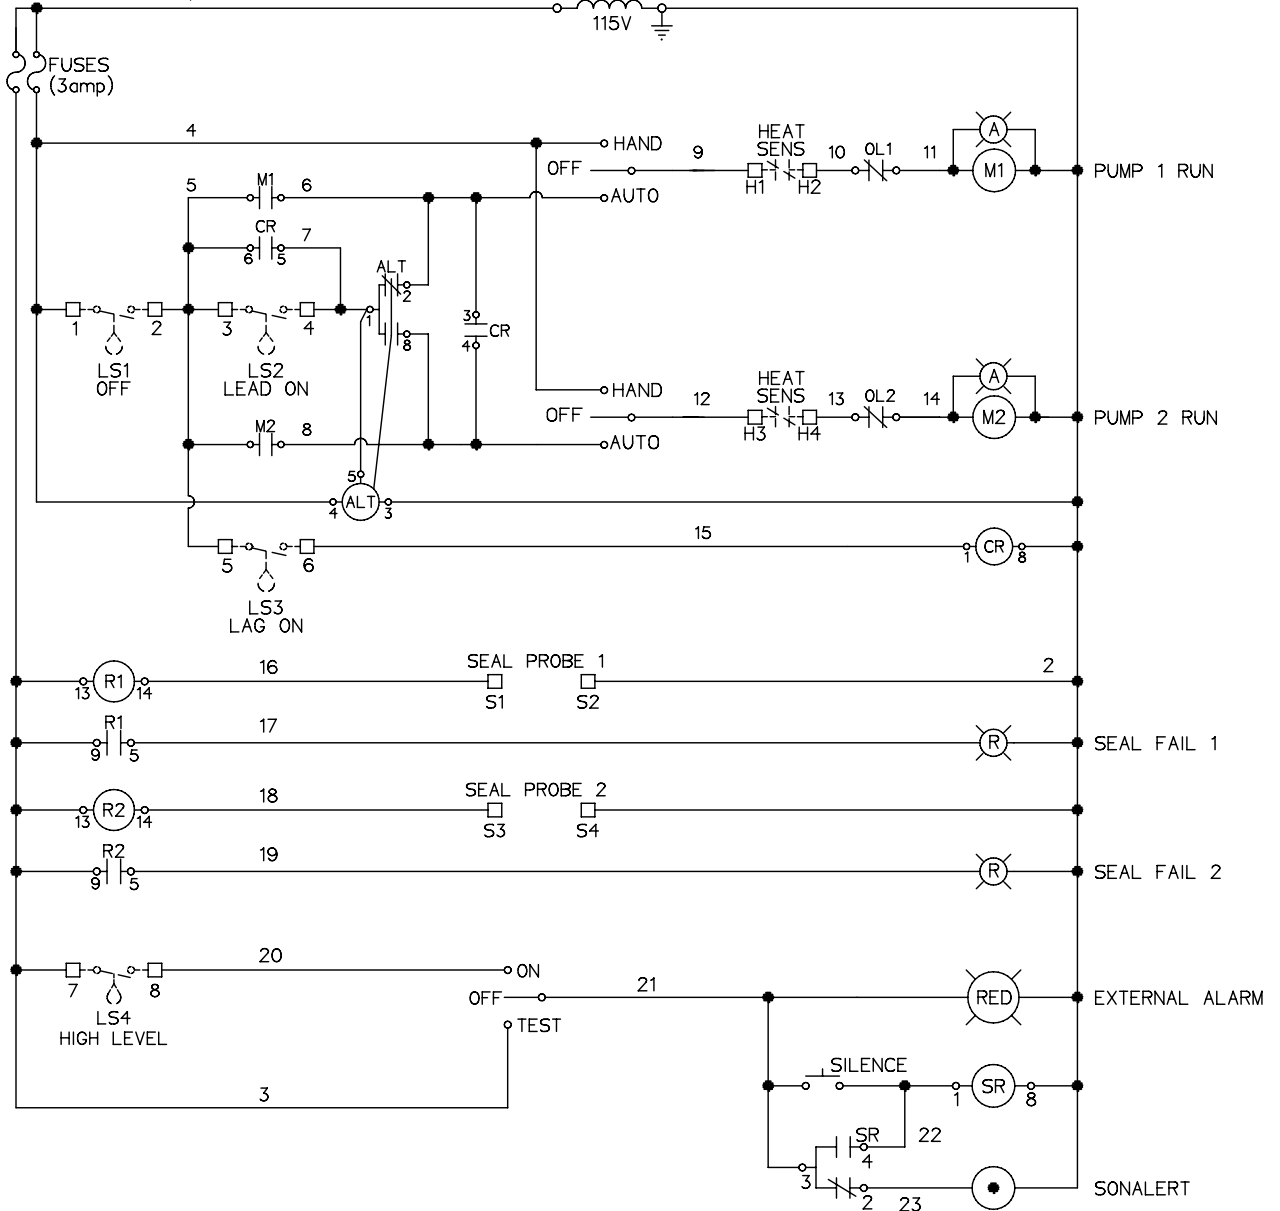 115V
FUSES
(3amp)
4
HAND
OFF
AUTO
9
HEAT
SENS
H1 H2
10
OL1
11
A
M1
PUMP 1 RUN
5
M1
6
CR
7
6 5
ALT
2
1
8
1 2
LS1
OFF
3 4
LS2
LEAD ON
3
CR
4
HAND
OFF
AUTO
12
HEAT
SENS
H3 H4
13
OL2
14
A
M2
PUMP 2 RUN
M2
8
5
4 ALT 3
15
5 6
LS3
LAG ON
1 CR 8
13 R1 14
16
SEAL PROBE 1
S1 S2
2
R1
9 5
17
R
SEAL FAIL 1
13 R2 14
18
SEAL PROBE 2
S3 S4
R2
9 5
19
R
SEAL FAIL 2
7 8
LS4
HIGH LEVEL
20
ON
OFF
TEST
21
RED
EXTERNAL ALARM
3
SILENCE
1 SR 8
SR
4
22
3
2
23
SONALERT